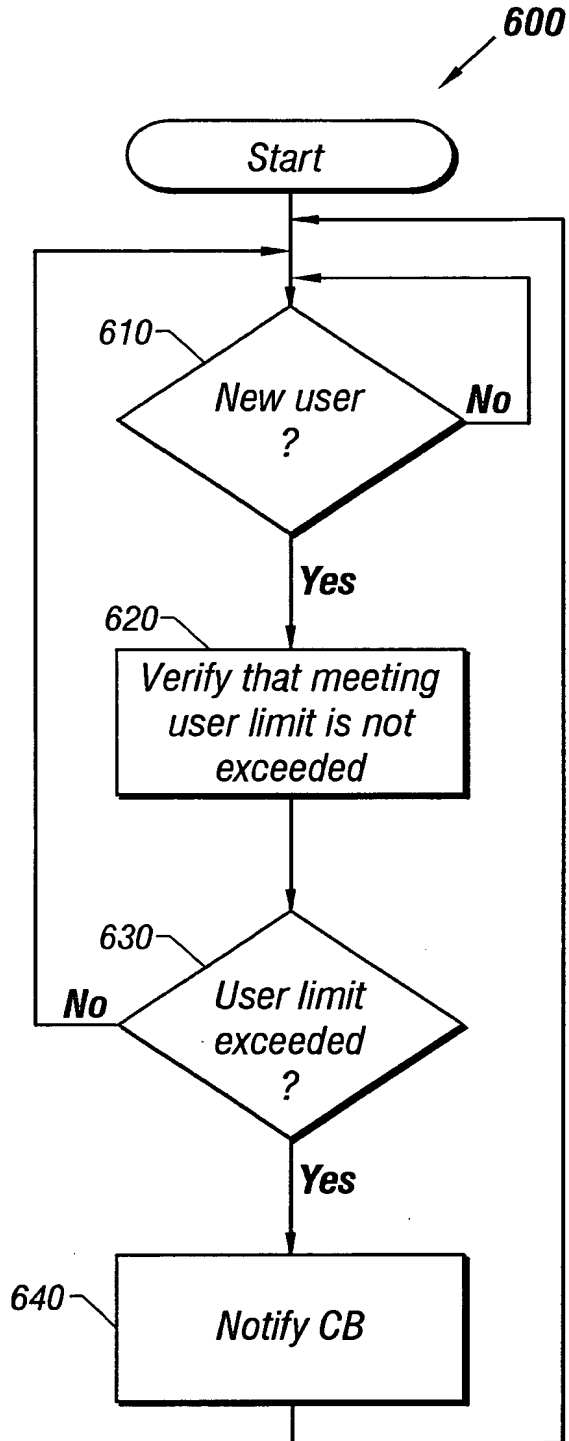 600
Start
610
New user
?
No
Yes
620
Verify that meeting
user limit is not
exceeded
630
No
User limit
exceeded
?
Yes
640
Notify CB